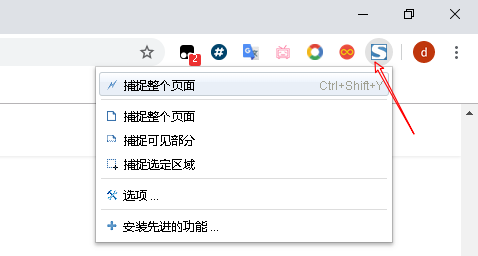 2
d
捕捉整个页面 Ctrl+Shift+Y
捕捉整个页面
捕捉可见部分
捕捉选定区域
选项 ...
安装先进的功能 ...